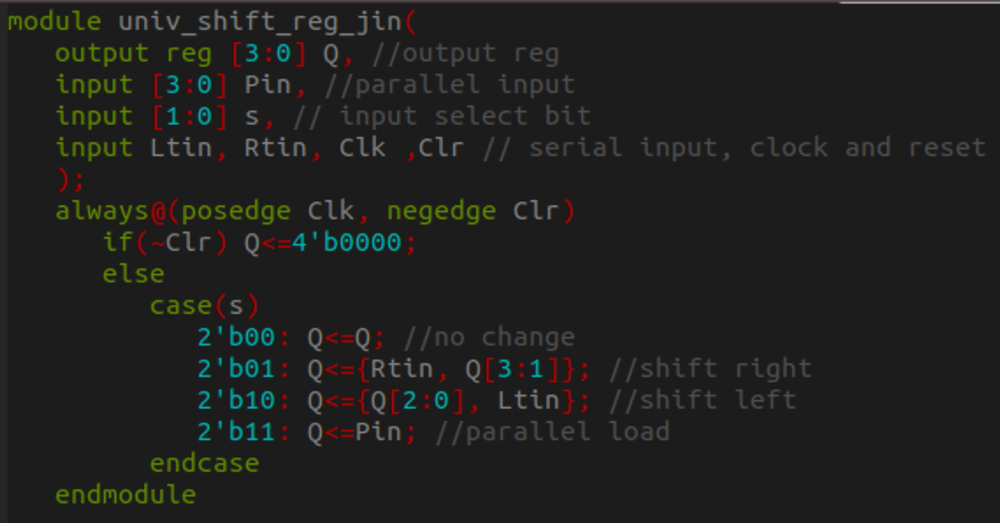 module univ_shift_reg_jin(
output reg [3:0] Q, //output reg
input [3:0] Pin, //parallel input
input [1:0] s, // input select bit
input Ltin, Rtin, Clk ,Clr // serial input, clock and reset
);
always@(posedge Clk, negedge Clr)
if(~Clr) Q<=4'b0000;
else
case(s)
2'b00: Q<=Q; //no change
2'b01: Q<={Rtin, Q[3:1]}; //shift right
2'b10: Q<={Q[2:0], Ltin}; //shift left
2'b11: Q<=Pin; //parallel load
endcase
endmodule